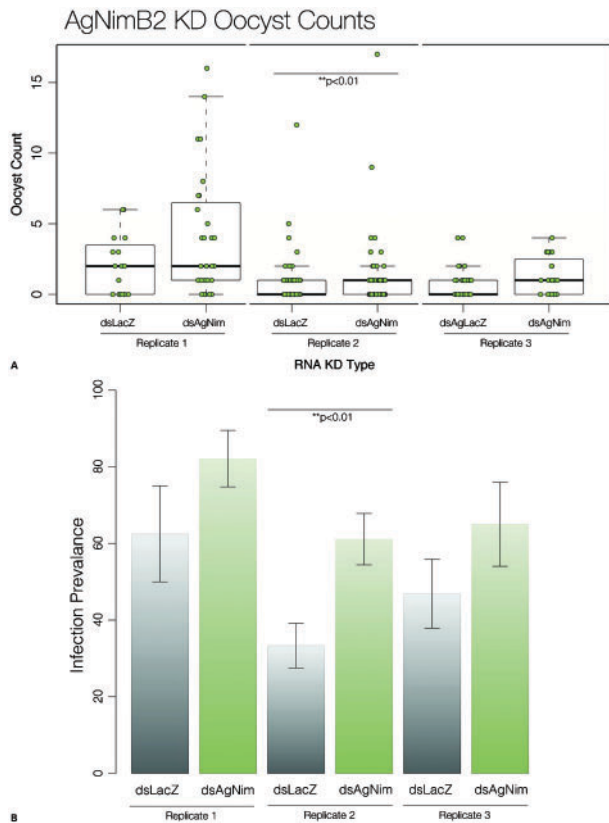 AgNimB2 KD Oocyst Counts
**p<0.01
15
10
5
0
Oocyst Count
dsLacZ dsAgNim dsLacZ dsAgNim dsAgLacZ dsAgNim
Replicate 1 Replicate 2 Replicate 3
A RNA KD Type
100
**p<0.01
80
60
40
20
0
Infection Prevalance
dsLacZ dsAgNim dsLacZ dsAgNim dsLacZ dsAgNim
B Replicate 1 Replicate 2 Replicate 3